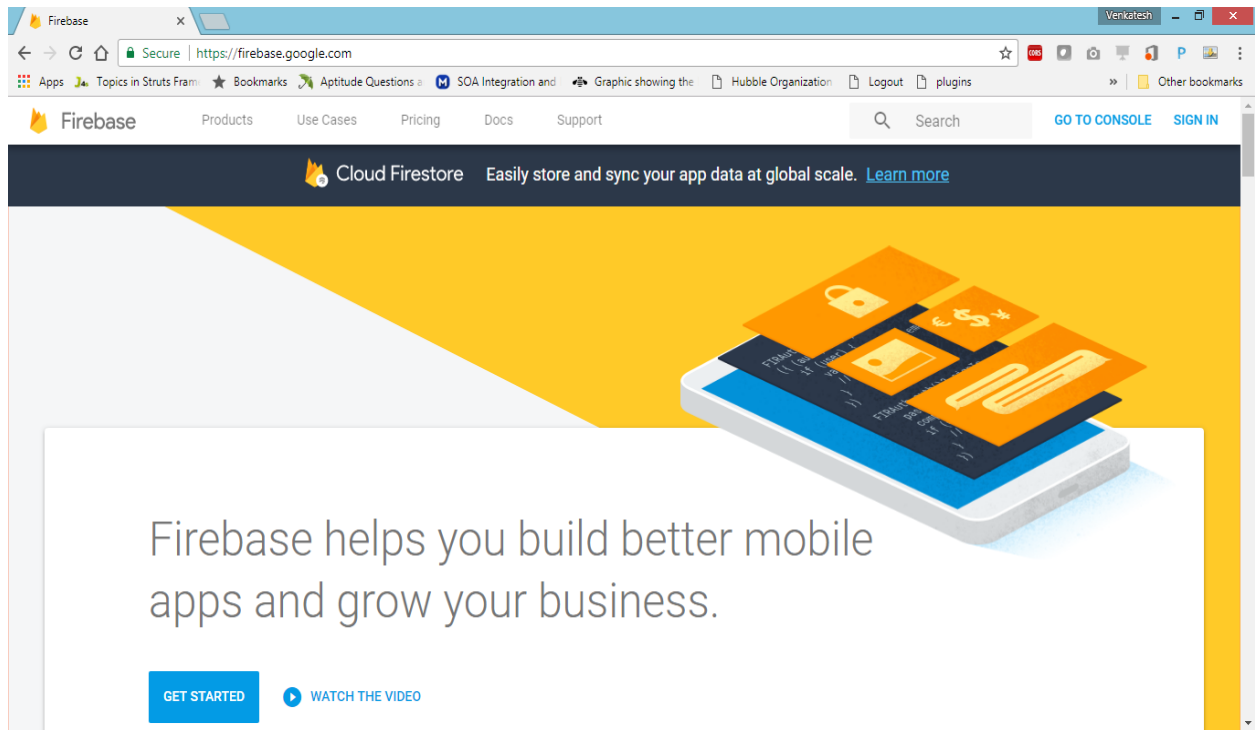 Firebase
Venkatesh
Secure https://firebase.google.com
CORS
P
Apps Topics in Struts Fram Bookmarks Aptitude Questions a M SOA Integration and Graphic showing the Hubble Organization Logout plugins » Other bookmarks
Firebase Products Use Cases Pricing Docs Support Search GO TO CONSOLE SIGN IN
Cloud Firestore Easily store and sync your app data at global scale. Learn more
€ $ ¥
Firebase helps you build better mobile
apps and grow your business.
GET STARTED WATCH THE VIDEO